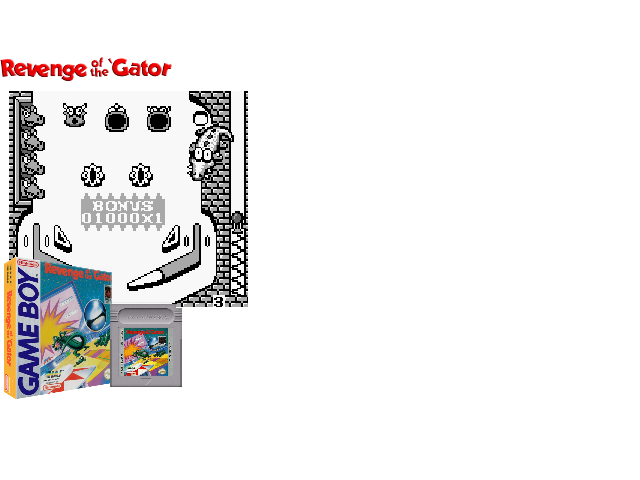 Revenge of the 'Gator
BONUS
01000x1
3
GAME BOY
Revenge of the 'Gator
Revenge of the 'Gator